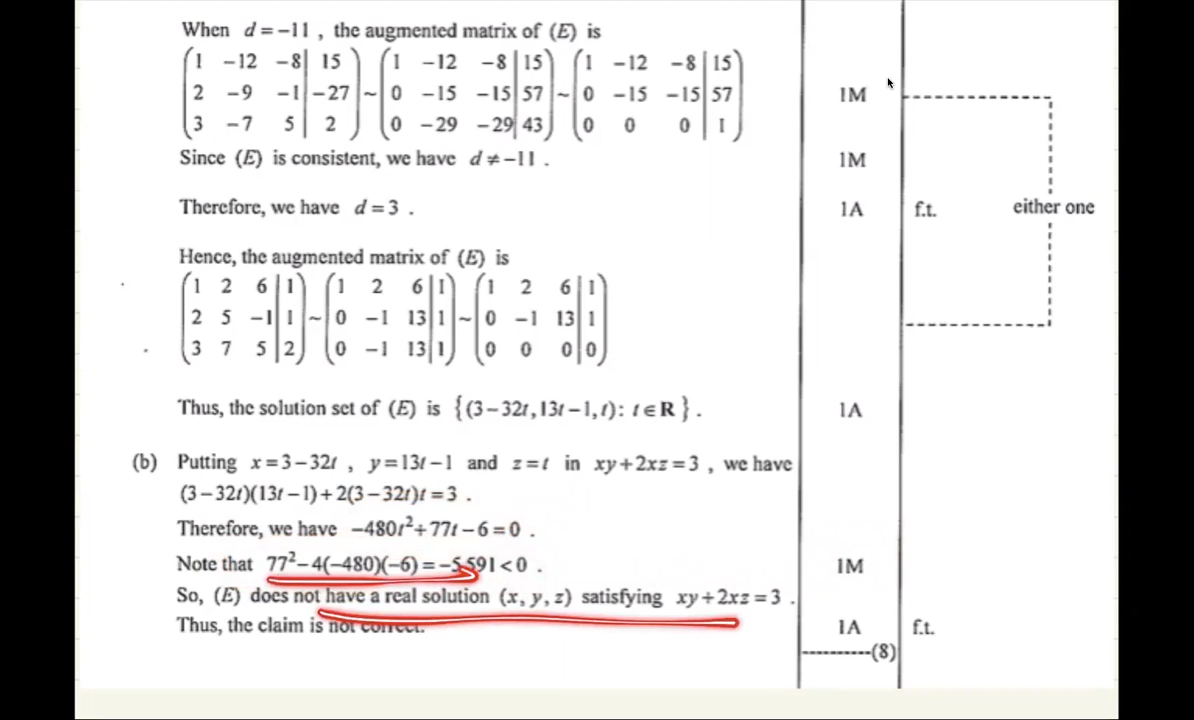 When d = −11 , the augmented matrix of (E) is
(1 −12 −8 | 15) ~ (1 −12 −8 | 15) ~ (1 −12 −8 | 15)
(2 −9 −1 | −27) ~ (0 −15 −15 | 57) ~ (0 −15 −15 | 57) 1M
(3 −7 5 | 2) (0 −29 −29 | 43) (0 0 0 | 1)
Since (E) is consistent, we have d ≠ −11 . 1M
Therefore, we have d = 3 . 1A f.t. either one
Hence, the augmented matrix of (E) is
(1 2 6 | 1) (1 2 6 | 1) (1 2 6 | 1)
(2 5 −1 | 1) ~ (0 −1 13 | 1) ~ (0 −1 13 | 1)
(3 7 5 | 2) (0 −1 13 | 1) (0 0 0 | 0)
Thus, the solution set of (E) is {(3−32t, 13t−1, t): t∈R } . 1A
(b) Putting x = 3−32t , y = 13t−1 and z = t in xy+2xz = 3 , we have
(3−32t)(13t−1)+2(3−32t)t = 3 .
Therefore, we have −480t²+77t−6 = 0 .
Note that 77²−4(−480)(−6) = −5 591 < 0 . 1M
So, (E) does not have a real solution (x, y, z) satisfying xy+2xz = 3 .
Thus, the claim is not correct. 1A f.t.
(8)